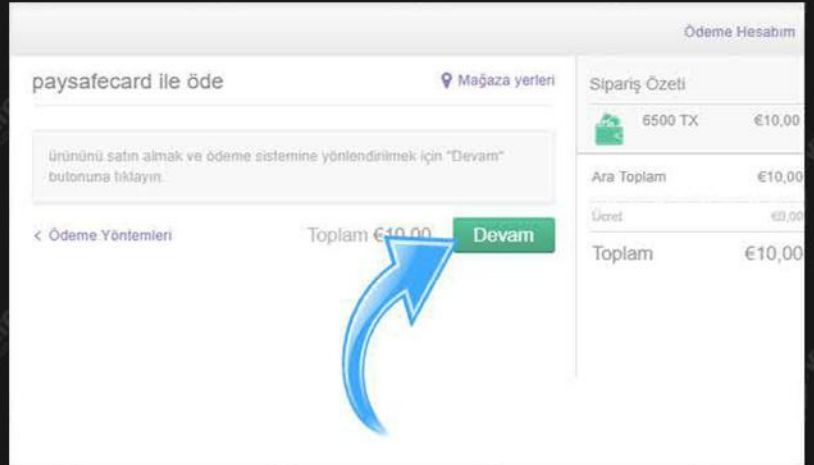 Ödeme Hesabım
paysafecard ile öde
Mağaza yerleri
ürününü satın almak ve ödeme sistemine yönlendirilmek için "Devam"
butonuna tıklayın.
< Ödeme Yöntemleri
Toplam €10,00
Devam
Sipariş Özeti
6500 TX €10,00
Ara Toplam €10,00
Ücret €0,00
Toplam €10,00